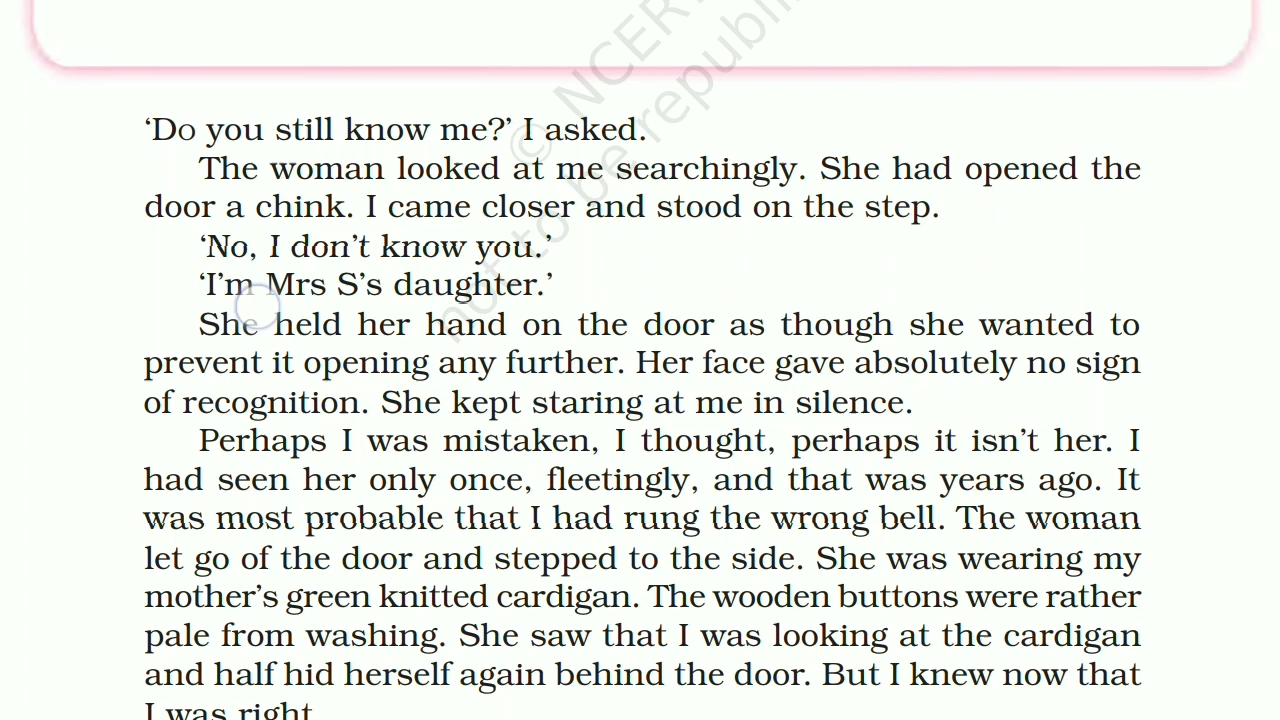 © NCERT
not to be republi
‘Do you still know me?’ I asked.
The woman looked at me searchingly. She had opened the
door a chink. I came closer and stood on the step.
‘No, I don’t know you.’
‘I’m Mrs S’s daughter.’
She held her hand on the door as though she wanted to
prevent it opening any further. Her face gave absolutely no sign
of recognition. She kept staring at me in silence.
Perhaps I was mistaken, I thought, perhaps it isn’t her. I
had seen her only once, fleetingly, and that was years ago. It
was most probable that I had rung the wrong bell. The woman
let go of the door and stepped to the side. She was wearing my
mother’s green knitted cardigan. The wooden buttons were rather
pale from washing. She saw that I was looking at the cardigan
and half hid herself again behind the door. But I knew now that
I was right